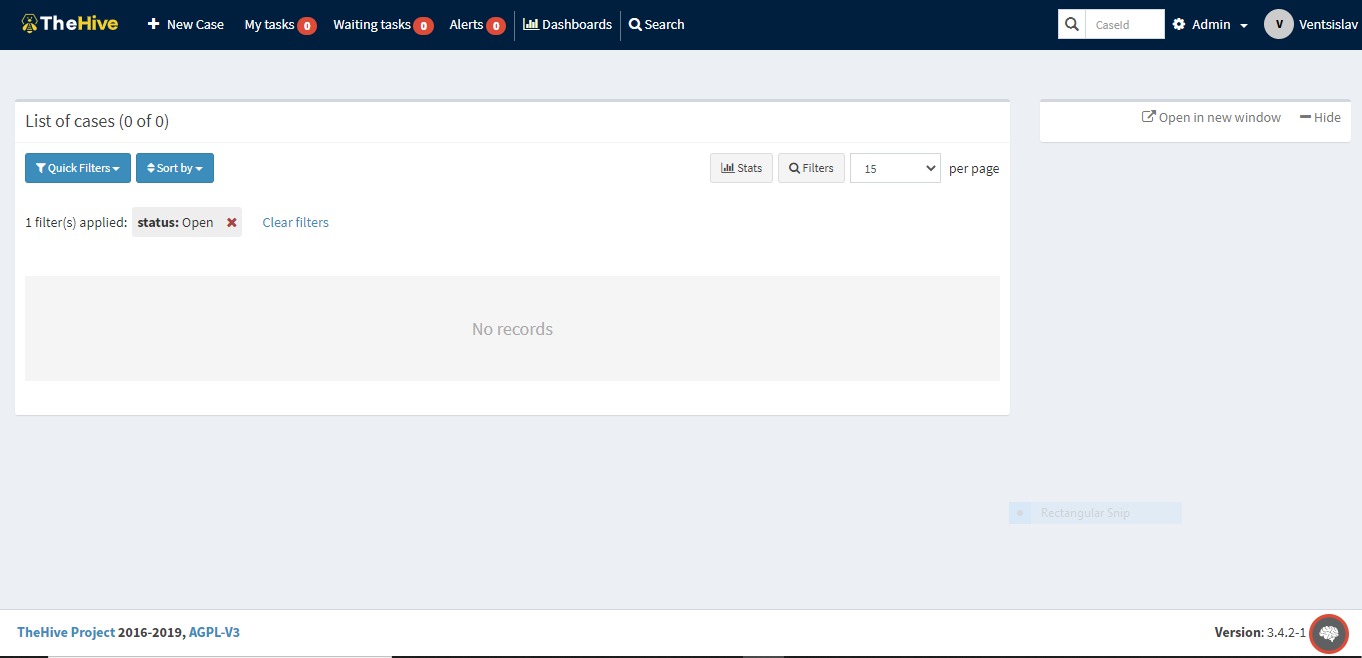 TheHive New Case My tasks 0 Waiting tasks 0 Alerts 0 Dashboards Search CaseId Admin V Ventsislav
List of cases (0 of 0)
Open in new window Hide
Quick Filters Sort by Stats Filters 15 per page
1 filter(s) applied: status: Open Clear filters
No records
Rectangular Snip
TheHive Project 2016-2019, AGPL-V3 Version: 3.4.2-1